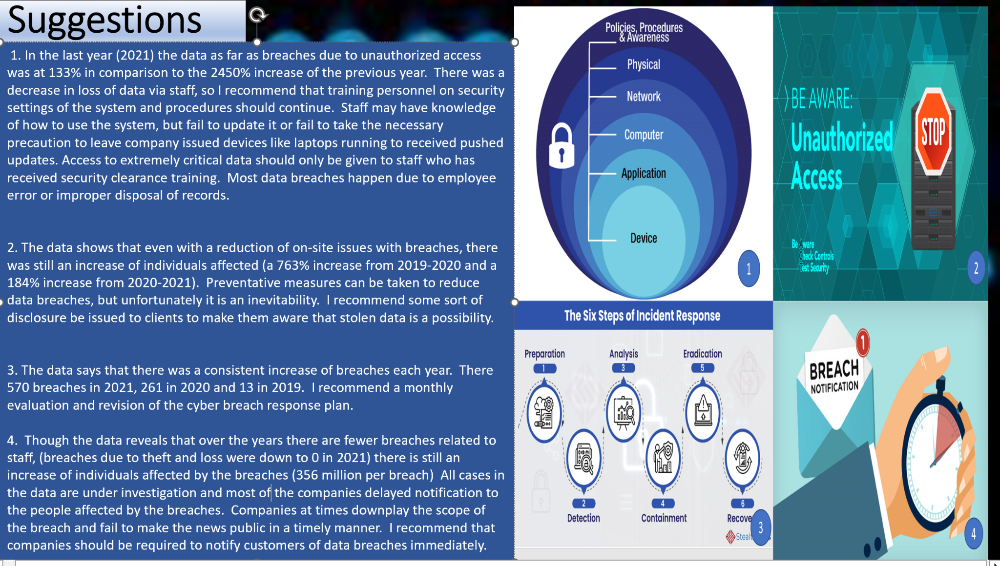 Suggestions
1. In the last year (2021) the data as far as breaches due to unauthorized access
was at 133% in comparison to the 2450% increase of the previous year.  There was a
decrease in loss of data via staff, so I recommend that training personnel on security
settings of the system and procedures should continue.  Staff may have knowledge
of how to use the system, but fail to update it or fail to take the necessary
precaution to leave company issued devices like laptops running to received pushed
updates. Access to extremely critical data should only be given to staff who has
received security clearance training.  Most data breaches happen due to employee
error or improper disposal of records.
2. The data shows that even with a reduction of on-site issues with breaches, there
was still an increase of individuals affected (a 763% increase from 2019-2020 and a
184% increase from 2020-2021).  Preventative measures can be taken to reduce
data breaches, but unfortunately it is an inevitability.  I recommend some sort of
disclosure be issued to clients to make them aware that stolen data is a possibility.
3. The data says that there was a consistent increase of breaches each year.  There
570 breaches in 2021, 261 in 2020 and 13 in 2019.  I recommend a monthly
evaluation and revision of the cyber breach response plan.
4.  Though the data reveals that over the years there are fewer breaches related to
staff, (breaches due to theft and loss were down to 0 in 2021) there is still an
increase of individuals affected by the breaches (356 million per breach)  All cases in
the data are under investigation and most of the companies delayed notification to
the people affected by the breaches.  Companies at times downplay the scope of
the breach and fail to make the news public in a timely manner.  I recommend that
companies should be required to notify customers of data breaches immediately.
Policies, Procedures
& Awareness
Physical
Network
Computer
Application
Device
1
BE AWARE:
Unauthorized
Access
STOP
Be Aware
Check Controls
Test Security
2
The Six Steps of Incident Response
Preparation
1
Analysis
3
Eradication
5
2
Detection
4
Containment
6
Recove
Stealt
3
1
BREACH
NOTIFICATION
4